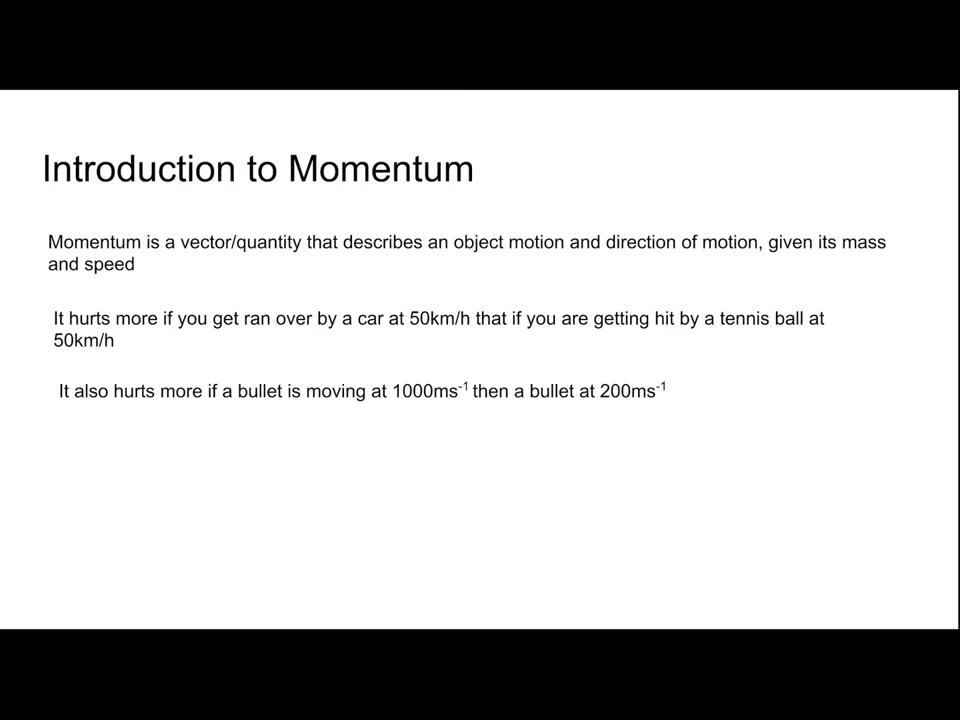 Introduction to Momentum
Momentum is a vector/quantity that describes an object motion and direction of motion, given its mass
and speed
It hurts more if you get ran over by a car at 50km/h that if you are getting hit by a tennis ball at
50km/h
It also hurts more if a bullet is moving at 1000ms⁻¹ then a bullet at 200ms⁻¹